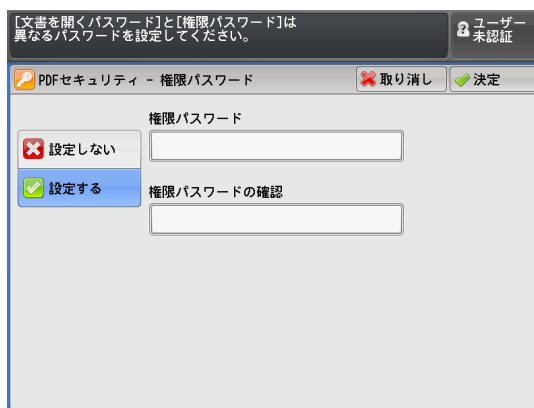 [文書を開くパスワード]と[権限パスワード]は
異なるパスワードを設定してください。
ユーザー
未認証
PDFセキュリティ - 権限パスワード
取り消し
決定
権限パスワード
設定しない
設定する
権限パスワードの確認